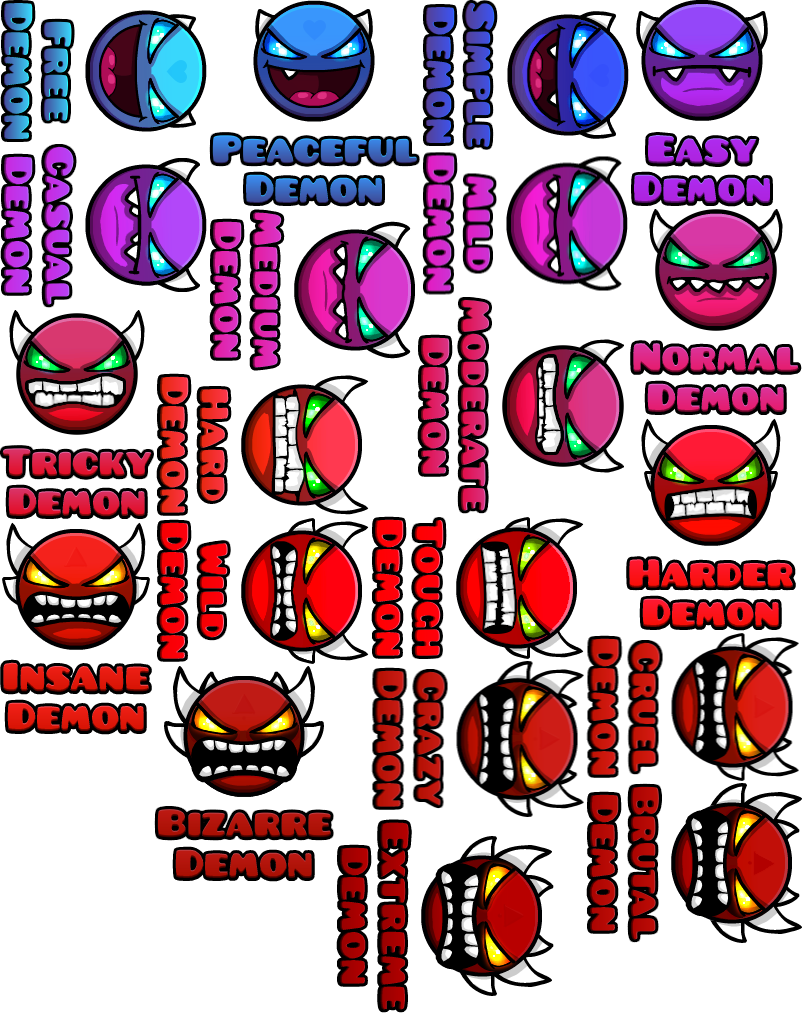 FREE
DEMON
PEACEFUL
DEMON
SIMPLE
DEMON
EASY
DEMON
CASUAL
DEMON
MEDIUM
DEMON
MILD
DEMON
NORMAL
DEMON
TRICKY
DEMON
HARD
DEMON
MODERATE
DEMON
HARDER
DEMON
INSANE
DEMON
WILD
DEMON
TOUGH
DEMON
CRUEL
DEMON
BIZARRE
DEMON
CRAZY
DEMON
BRUTAL
DEMON
EXTREME
DEMON